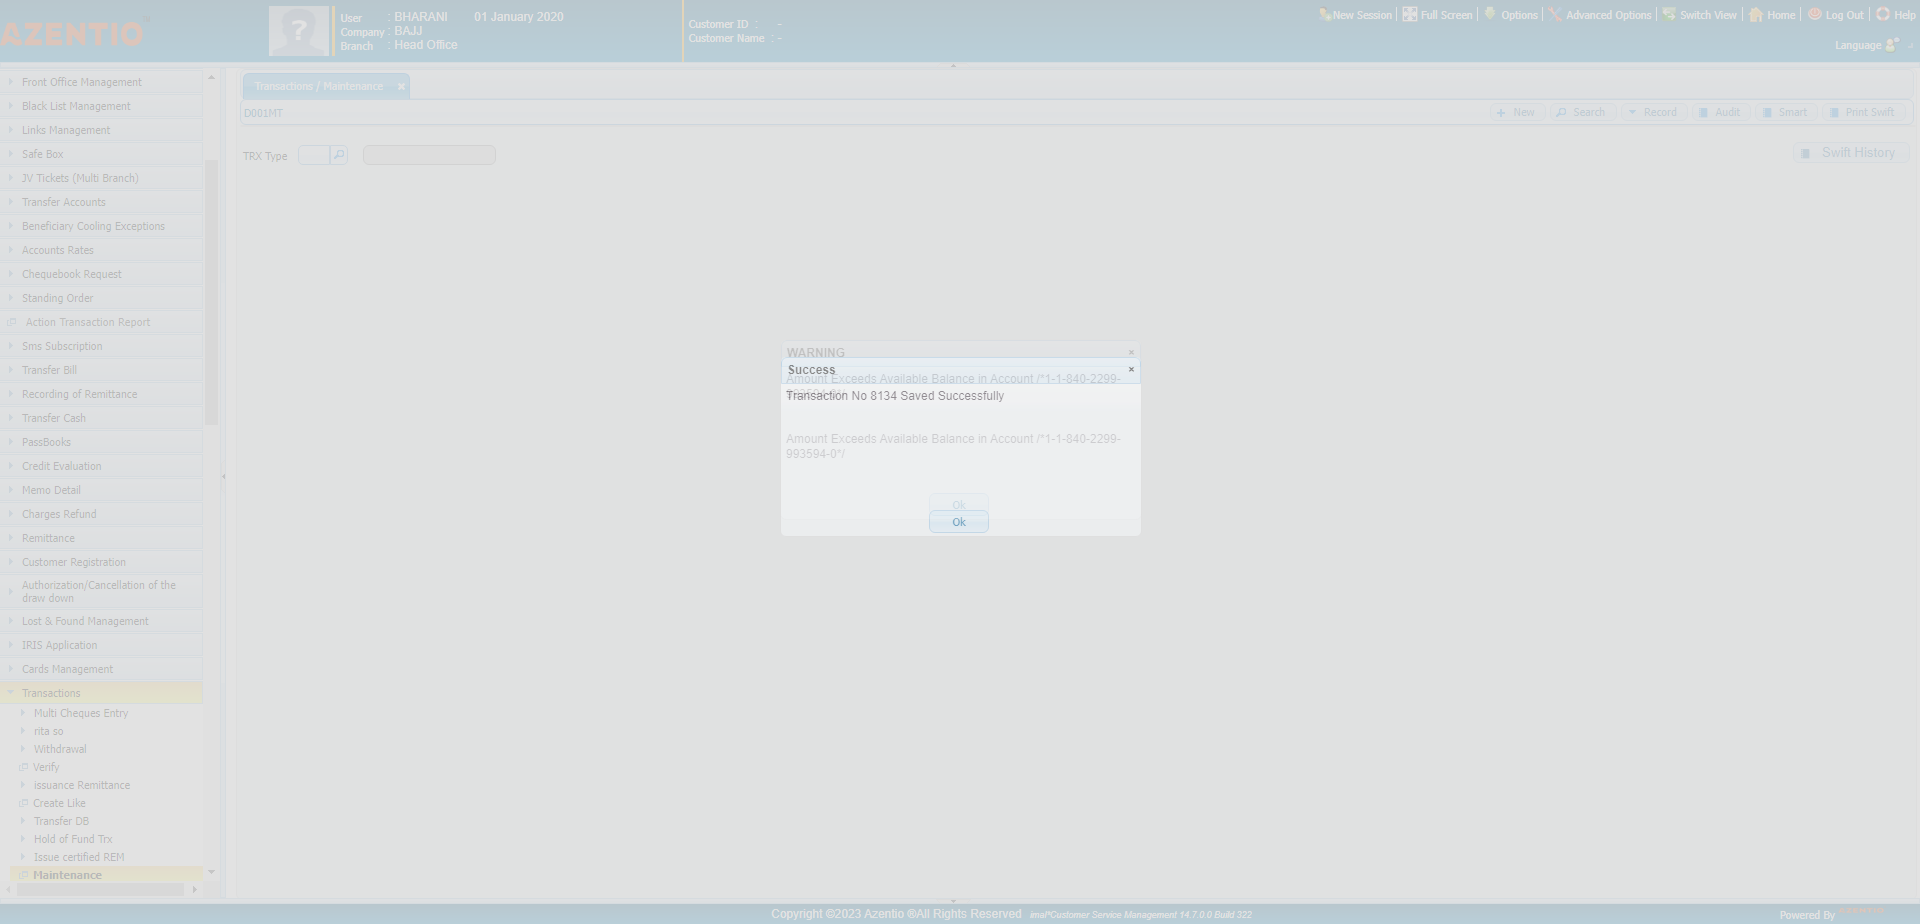 AZENTIO
User : BHARANI 01 January 2020
Company : BAJJ
Branch : Head Office
Customer ID : -
Customer Name : -
New Session
Full Screen
Options
Advanced Options
Switch View
Home
Log Out
Help
Language
Front Office Management
Black List Management
Links Management
Safe Box
JV Tickets (Multi Branch)
Transfer Accounts
Beneficiary Cooling Exceptions
Accounts Rates
Chequebook Request
Standing Order
Action Transaction Report
Sms Subscription
Transfer Bill
Recording of Remittance
Transfer Cash
PassBooks
Credit Evaluation
Memo Detail
Charges Refund
Remittance
Customer Registration
Authorization/Cancellation of the
draw down
Lost & Found Management
IRIS Application
Cards Management
Transactions
Multi Cheques Entry
rita so
Withdrawal
Verify
issuance Remittance
Create Like
Transfer DB
Hold of Fund Trx
Issue certified REM
Maintenance
Transactions / Maintenance
D001MT
New
Search
Record
Audit
Smart
Print Swift
TRX Type
Swift History
WARNING
Success
Amount Exceeds Available Balance in Account /*1-1-840-2299-
Transaction No 8134 Saved Successfully
Amount Exceeds Available Balance in Account /*1-1-840-2299-
993594-0*/
Ok
Ok
Copyright ©2023 Azentio ®All Rights Reserved imal*Customer Service Management 14.7.0.0 Build 322
Powered By